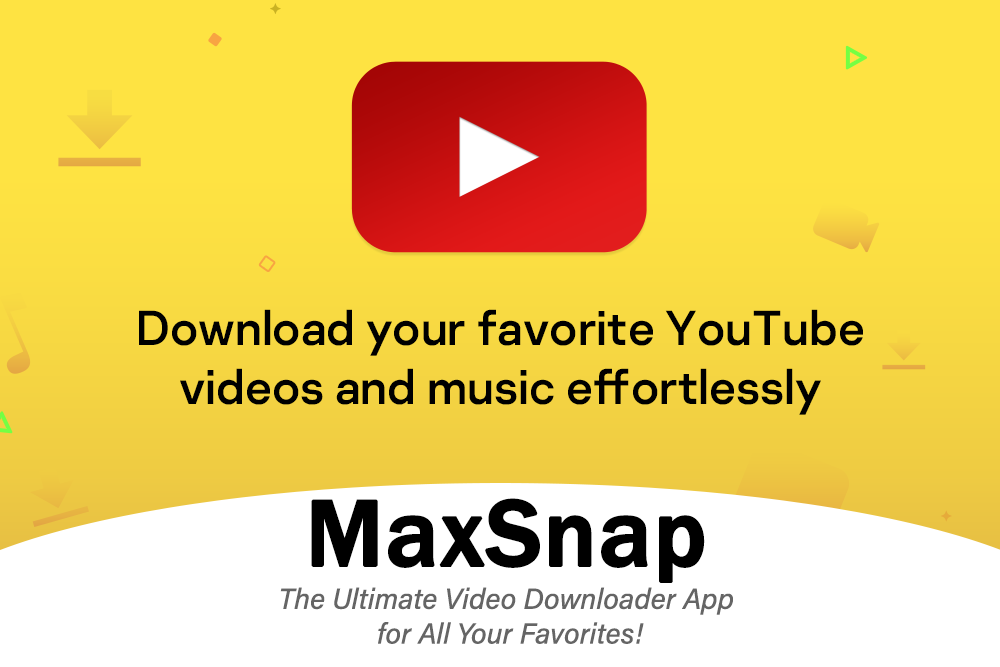 Download your favorite YouTube
videos and music effortlessly
MaxSnap
The Ultimate Video Downloader App
for All Your Favorites!